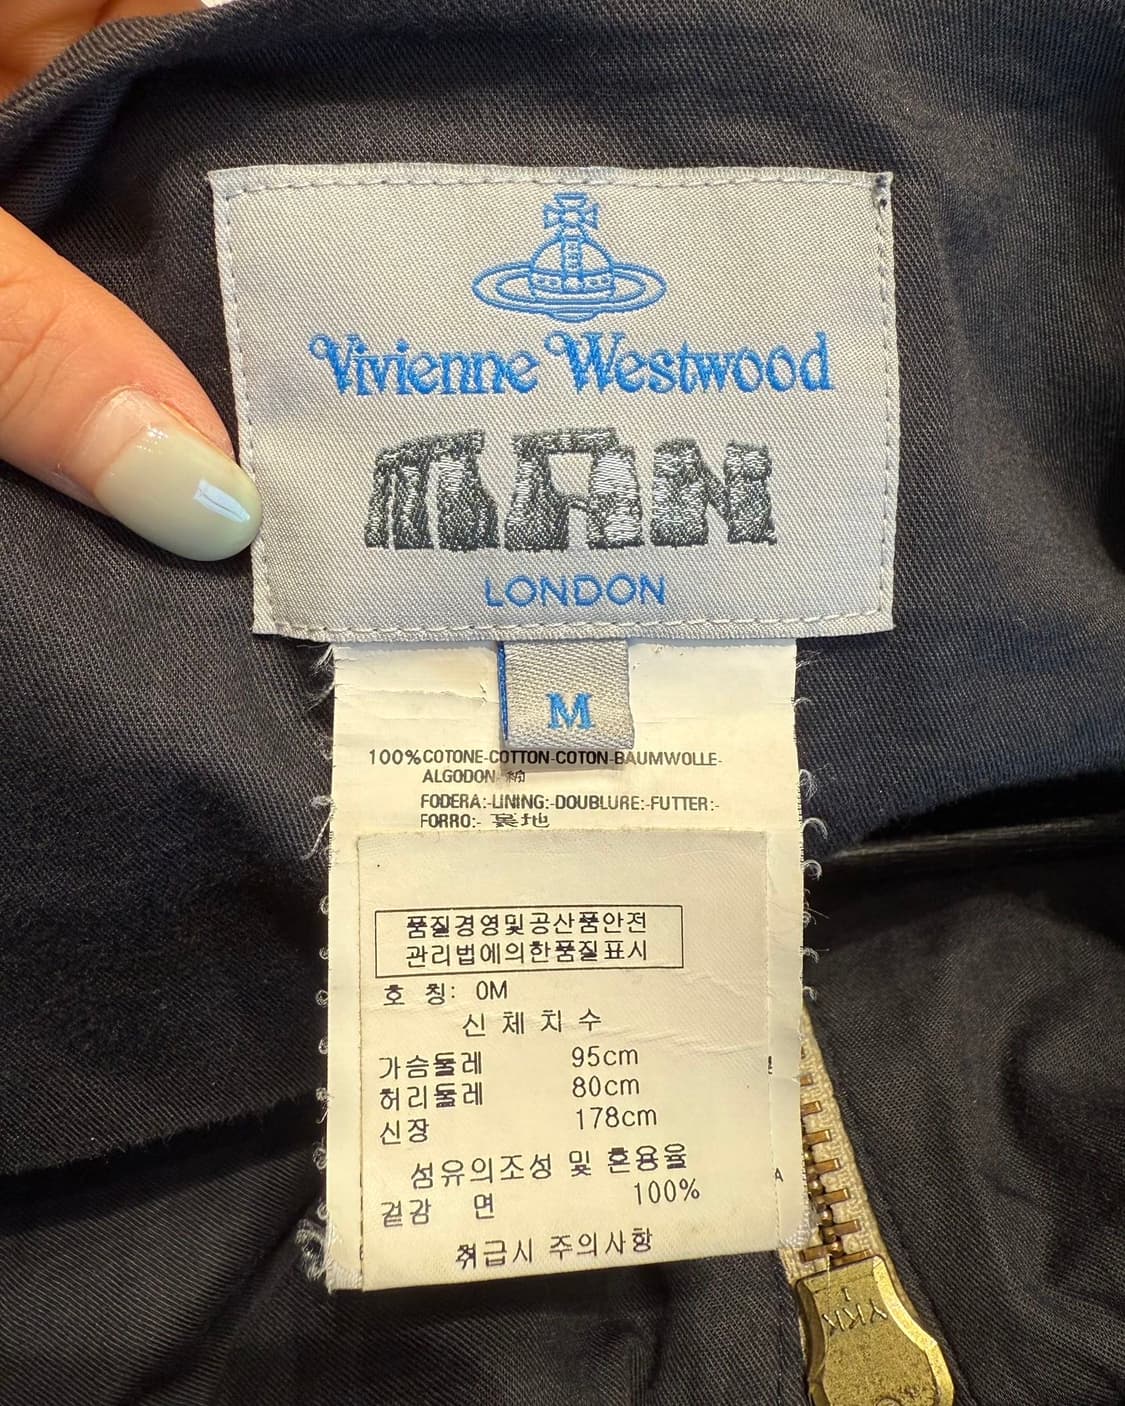 Vivienne Westwood
MAN
LONDON
M
100% COTONE-COTTON-COTON-BAUMWOLLE-
ALGODON- 綿
FODERA:-LINING:-DOUBLURE:-FUTTER:-
FORRO:- 裏地
품질경영및공산품안전
관리법에의한품질표시
호 칭: 0M
신 체 치 수
가슴둘레 95cm
허리둘레 80cm
신장 178cm
섬유의조성 및 혼용율
겉감 면 100%
취급시 주의사항
A
YKK